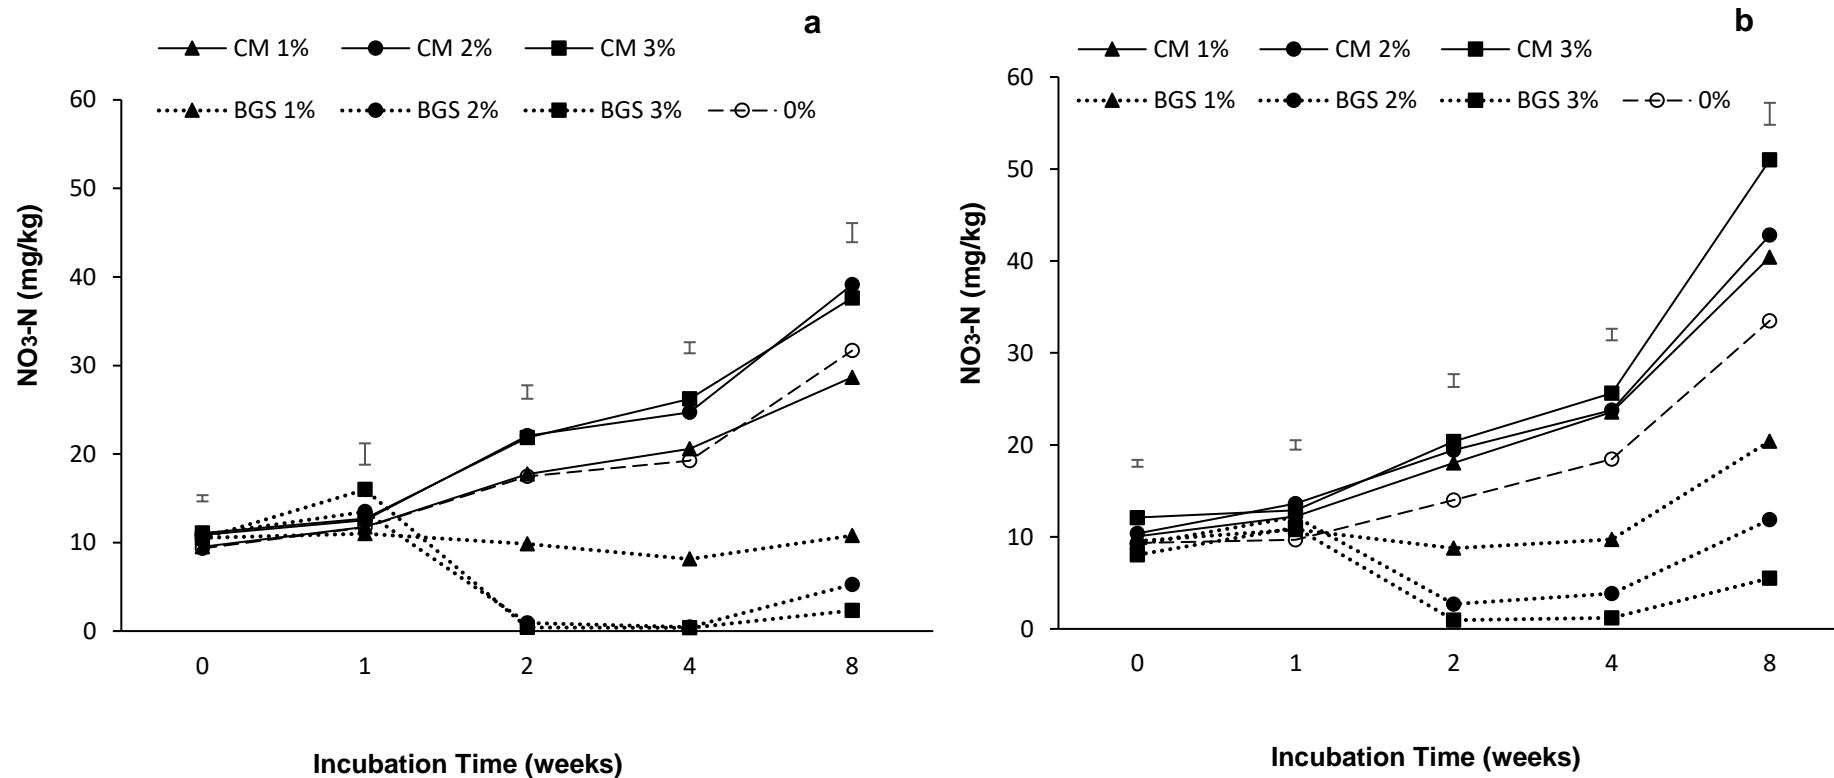 a
CM 1% CM 2% CM 3%
BGS 1% BGS 2% BGS 3% 0%
60
50
40
30
20
10
0
NO3-N (mg/kg)
0 1 2 4 8
Incubation Time (weeks)
b
CM 1% CM 2% CM 3%
BGS 1% BGS 2% BGS 3% 0%
60
50
40
30
20
10
0
NO3-N (mg/kg)
0 1 2 4 8
Incubation Time (weeks)